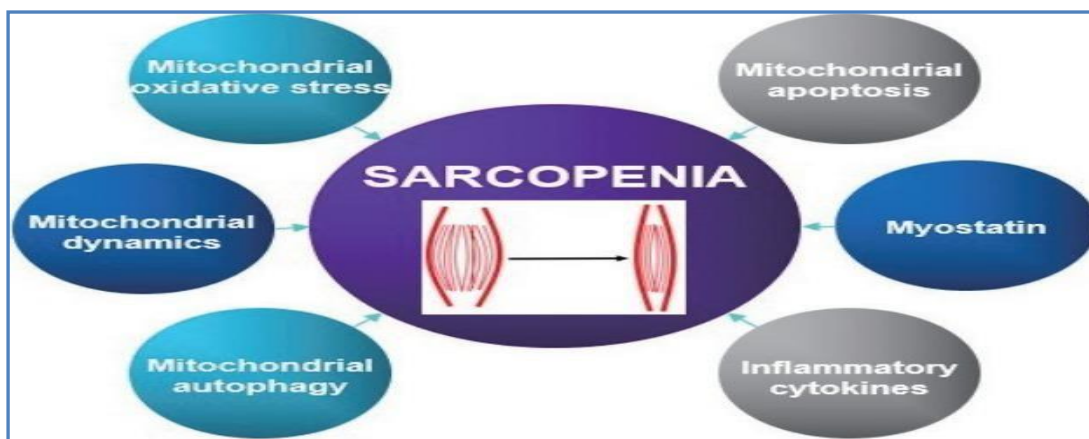 Mitochondrial
oxidative stress
Mitochondrial
apoptosis
SARCOPENIA
Mitochondrial
dynamics
Myostatin
Mitochondrial
autophagy
Inflammatory
cytokines